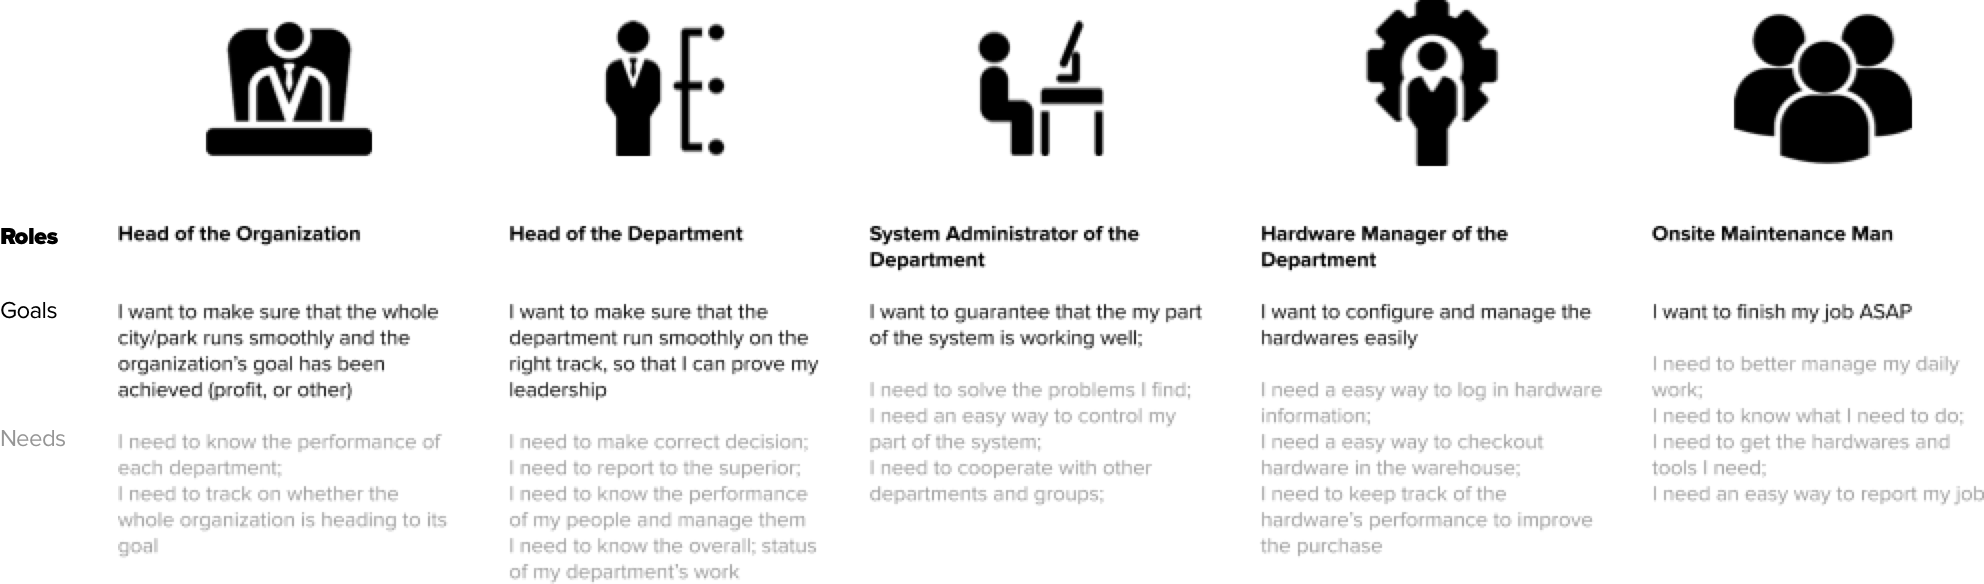 Roles
Head of the Organization
Head of the Department
System Administrator of the
Department
Hardware Manager of the
Department
Onsite Maintenance Man
Goals
I want to make sure that the whole
city/park runs smoothly and the
organization's goal has been
achieved (profit, or other)
I want to make sure that the
department run smoothly on the
right track, so that I can prove my
leadership
I want to guarantee that the my part
of the system is working well;
I want to configure and manage the
hardwares easily
I want to finish my job ASAP
Needs
I need to know the performance of
each department;
I need to track on whether the
whole organization is heading to its
goal
I need to make correct decision;
I need to report to the superior;
I need to know the performance
of my people and manage them
I need to know the overall; status
of my department's work
I need to solve the problems I find;
I need an easy way to control my
part of the system;
I need to cooperate with other
departments and groups;
I need a easy way to log in hardware
information;
I need a easy way to checkout
hardware in the warehouse;
I need to keep track of the
hardware's performance to improve
the purchase
I need to better manage my daily
work;
I need to know what I need to do;
I need to get the hardwares and
tools I need;
I need an easy way to report my job